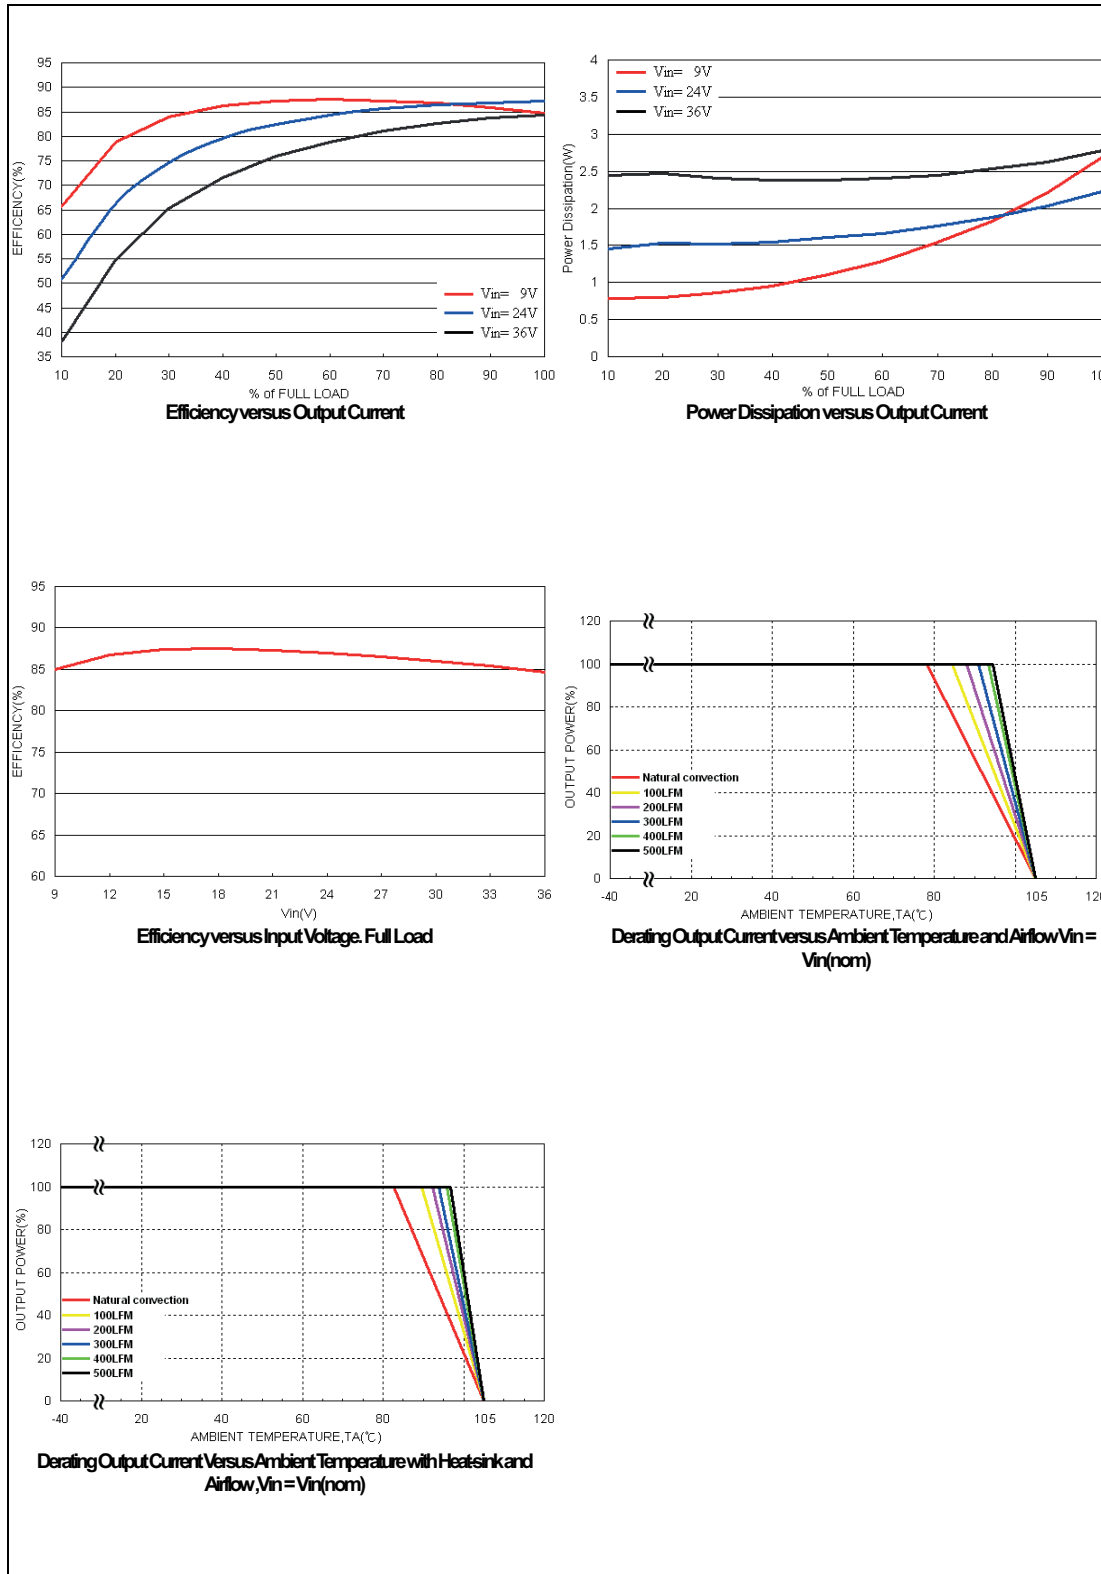 95
90
85
80
75
70
65
60
55
50
45
40
35
EFFICENCY(%)
Vin= 9V
Vin= 24V
Vin= 36V
10 20 30 40 50 60 70 80 90 100
% of FULL LOAD
Efficiency versus Output Current
4
3.5
3
2.5
2
1.5
1
0.5
0
Power Dissipation(W)
Vin= 9V
Vin= 24V
Vin= 36V
10 20 30 40 50 60 70 80 90 100
% of FULL LOAD
Power Dissipation versus Output Current
95
90
85
80
75
70
65
60
EFFICENCY(%)
9 12 15 18 21 24 27 30 33 36
Vin(V)
Efficiency versus Input Voltage. Full Load
120
100
80
60
40
20
0
OUTPUT POWER(%)
Natural convection
100LFM
200LFM
300LFM
400LFM
500LFM
-40 20 40 60 80 105 120
AMBIENT TEMPERATURE,TA(℃)
Derating Output Current versus Ambient Temperature and Airflow Vin =
Vin(nom)
120
100
80
60
40
20
0
OUTPUT POWER(%)
Natural convection
100LFM
200LFM
300LFM
400LFM
500LFM
-40 20 40 60 80 105 120
AMBIENT TEMPERATURE,TA(℃)
Derating Output Current Versus Ambient Temperature with Heat-sink and
Airflow ,Vin = Vin(nom)